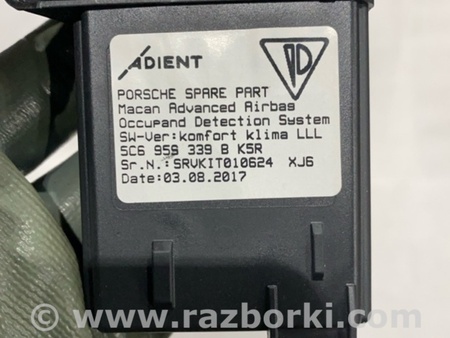 ADIENT
PORSCHE SPARE PART
Macan Advanced Airbag
Occupand Detection System
SW-Ver:komfort klima LLL
5C6 959 339 B K5R
Sr.N.:SRVKIT010624 XJ6
Date:03.08.2017
www.razborki.com